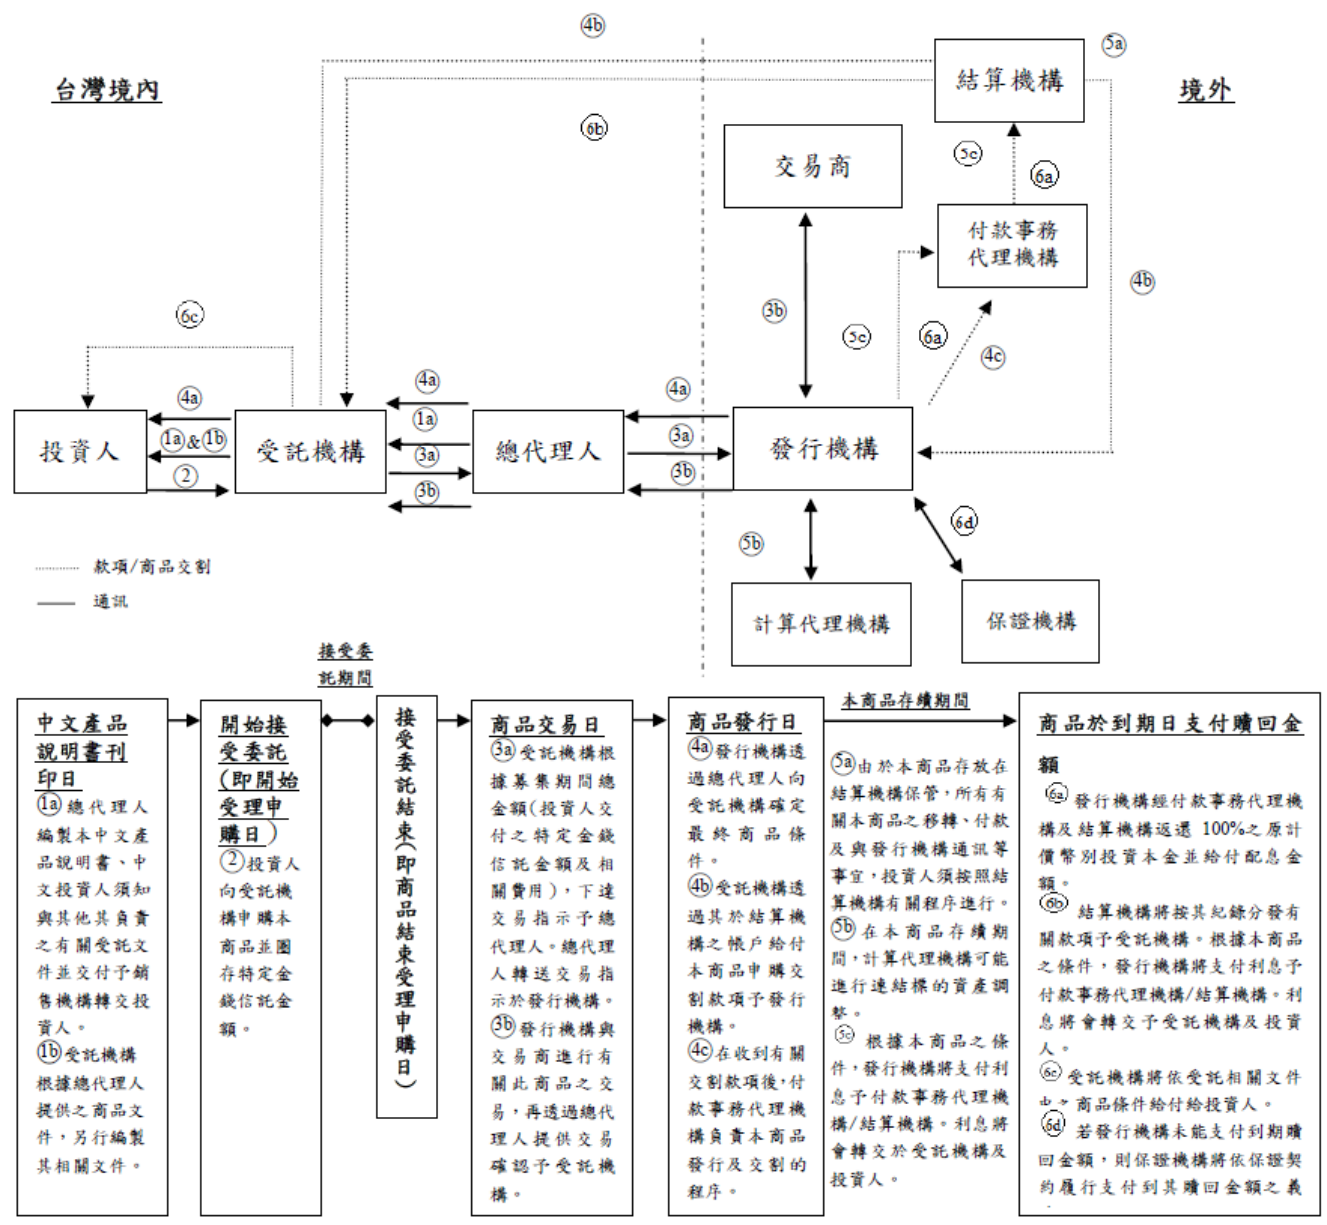 4b
5a
台灣境內
結算機構
境外
6b
5c
交易商
6a
付款事務
代理機構
4b
3b
6c
5c
6a
4c
4a
4a
4a
1a
3a
投資人
1a&1b
受託機構
3a
總代理人
發行機構
2
3b
3b
6d
5b
款項/商品交割
通訊
計算代理機構
保證機構
接受委
託期間
中文產品
說明書刊
印日
1a總代理人
編製本中文產
品說明書、中
文投資人須知
與其他其負責
之有關受託文
件並交付予銷
售機構轉交投
資人。
1b受託機構
根據總代理人
提供之商品文
件，另行編製
其相關文件。
開始接
受委託
(即開始
受理申
購日)
2投資人
向受託機
構申購本
商品並圈
存特定金
錢信託金
額。
接受委託結束(即商品結束受理申購日)
商品交易日
3a受託機構根
據募集期間總
金額(投資人交
付之特定金錢
信託金額及相
關費用)，下達
交易指示予總
代理人。總代理
人轉送交易指
示於發行機構。
3b發行機構與
交易商進行有
關此商品之交
易，再透過總代
理人提供交易
確認予受託機
構。
商品發行日
4a發行機構透
過總代理人向
受託機構確定
最終商品條
件。
4b受託機構透
過其於結算機
構之帳戶給付
本商品申購交
割款項予發行
機構。
4c在收到有關
交割款項後，付
款事務代理機
構負責本商品
發行及交割的
程序。
本商品存續期間
5a由於本商品存放在
結算機構保管，所有有
關本商品之移轉、付款
及與發行機構通訊等
事宜，投資人須按照結
算機構有關程序進行。
5b在本商品存續期
間，計算代理機構可能
進行連結標的資產調
整。
5c 根據本商品之條
件，發行機構將支付利
息予付款事務代理機
構/結算機構。利息將
會轉交於受託機構及
投資人。
商品於到期日支付贖回金
額
6a 發行機構經付款事務代理機
構及結算機構返還 100%之原計
價幣別投資本金並給付配息金
額。
6b 結算機構將按其紀錄分發有
關款項予受託機構。根據本商品
之條件，發行機構將支付利息予
付款事務代理機構/結算機構。利
息將會轉交予受託機構及投資
人。
6c 受託機構將依受託相關文件
中之商品條件給付給投資人。
6d 若發行機構未能支付到期贖
回金額，則保證機構將依保證契
約履行支付到其贖回金額之義